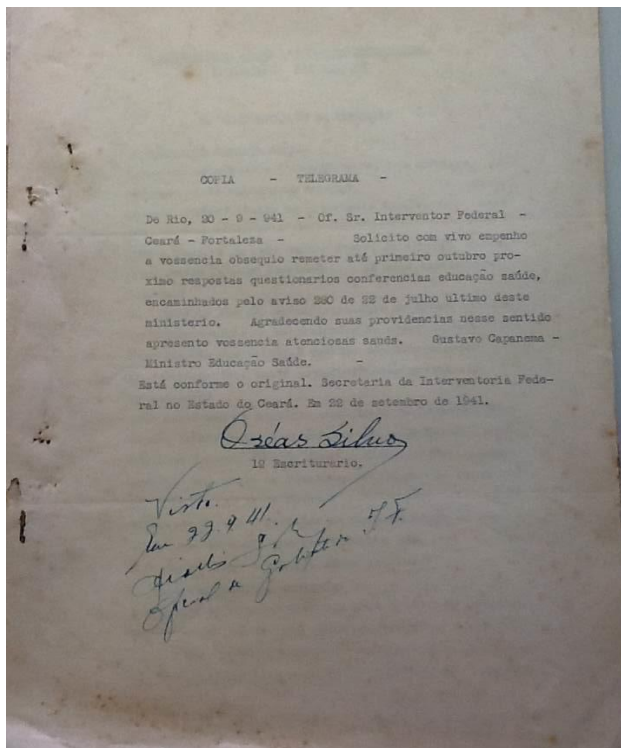 COPIA - TELEGRAMA -
De Rio, 20 - 9 - 941 - Of. Sr. Interventor Federal -
Ceará - Fortaleza - Solicito com vivo empenho
a vossencia obsequio remeter até primeiro outubro pro-
ximo respostas questionarios conferencias educação saúde,
encaminhados pelo aviso 280 de 22 de julho ultimo deste
ministerio. Agradecendo suas providencias nesse sentido
apresento vossencia atenciosas sauds. Gustavo Capanema -
Ministro Educação Saúde. -
Está conforme o original. Secretaria da Interventoria Fede-
ral no Estado do Ceará. Em 22 de setembro de 1941.
Oséas Silva
1º Escriturario.
Visto.
Em 22.9.41
Gabinete